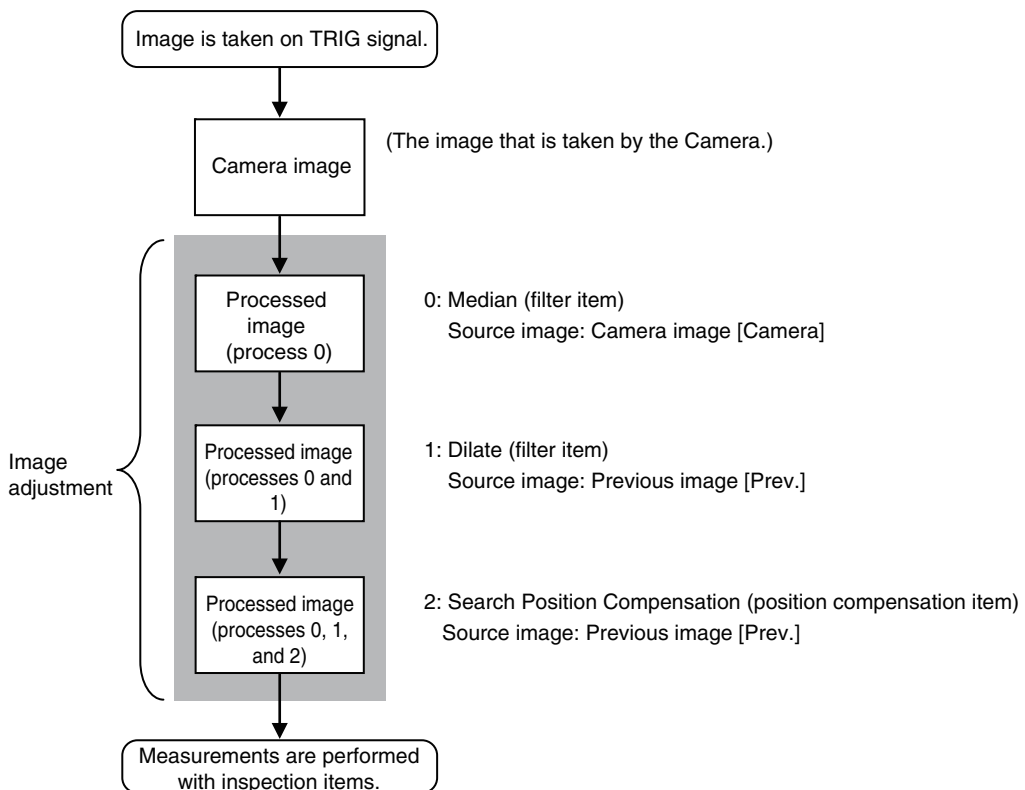 Image is taken on TRIG signal.
Camera image
(The image that is taken by the Camera.)
Processed
image
(process 0)
0: Median (filter item)
Source image: Camera image [Camera]
Image
adjustment
Processed image
(processes 0 and
1)
1: Dilate (filter item)
Source image: Previous image [Prev.]
Processed image
(processes 0, 1,
and 2)
2: Search Position Compensation (position compensation item)
Source image: Previous image [Prev.]
Measurements are performed
with inspection items.